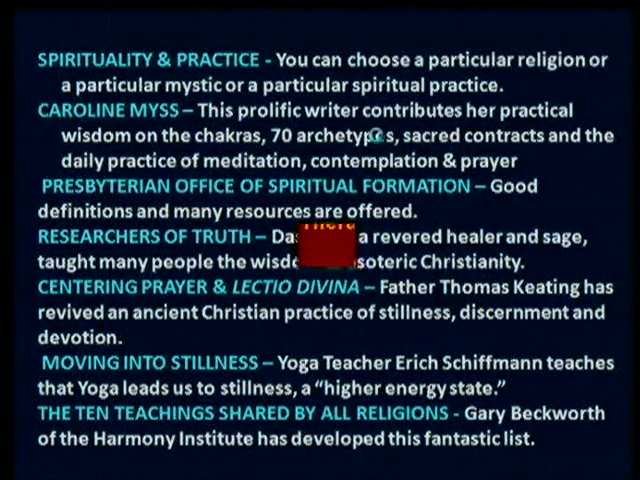 SPIRITUALITY & PRACTICE - You can choose a particular religion or
a particular mystic or a particular spiritual practice.
CAROLINE MYSS – This prolific writer contributes her practical
wisdom on the chakras, 70 sacred contracts and the
daily practice of meditation, contemplation & prayer
PRESBYTERIAN OFFICE OF SPIRITUAL FORMATION – Good
definitions and many resources are offered.
RESEARCHERS OF TRUTH – a revered healer and sage,
taught many people the Christianity.
CENTERING PRAYER & LECTIO DIVINA – Father Thomas Keating has
revived an ancient Christian practice of stillness, discernment and
devotion.
MOVING INTO STILLNESS – Yoga Teacher Erich Schiffmann teaches
that Yoga leads us to stillness, a “higher energy state.”
THE TEN TEACHINGS SHARED BY ALL RELIGIONS - Gary Beckworth
of the Harmony Institute has developed this fantastic list.